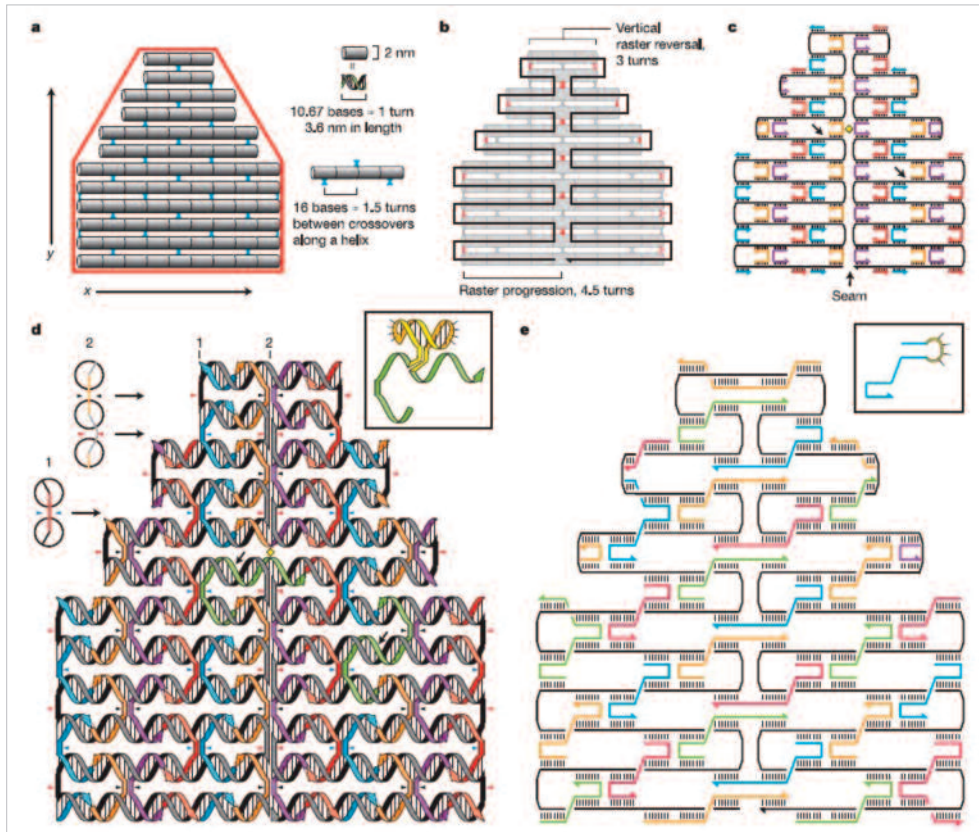 a
2 nm
10.67 bases = 1 turn
3.6 nm in length
16 bases = 1.5 turns
between crossovers
along a helix
y
x
b
Vertical
raster reversal,
3 turns
Raster progression, 4.5 turns
c
Seam
d
2
1
1
2
e